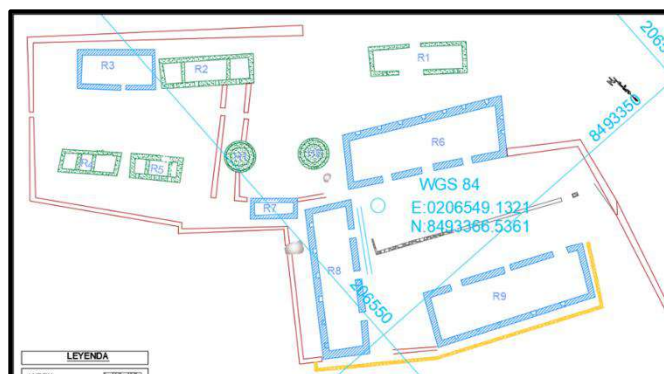 R3
R2
R1
2065
8493350
N
R6
R4
R5
WGS 84
E:0206549.1321
N:8493366.5361
R7
R8
206550
R9
LEYENDA